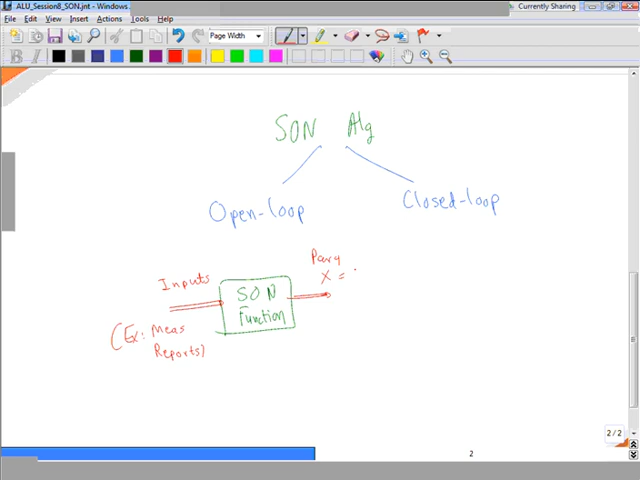 ALU_Session8_SON.jnt - Windows...
Currently Sharing
File Edit View Insert Actions Tools Help
Page Width
SON Alg
Open-loop
Closed-loop
Para
X =
Inputs
SON
Function
(Ex: Meas
Reports)
2 / 2
2